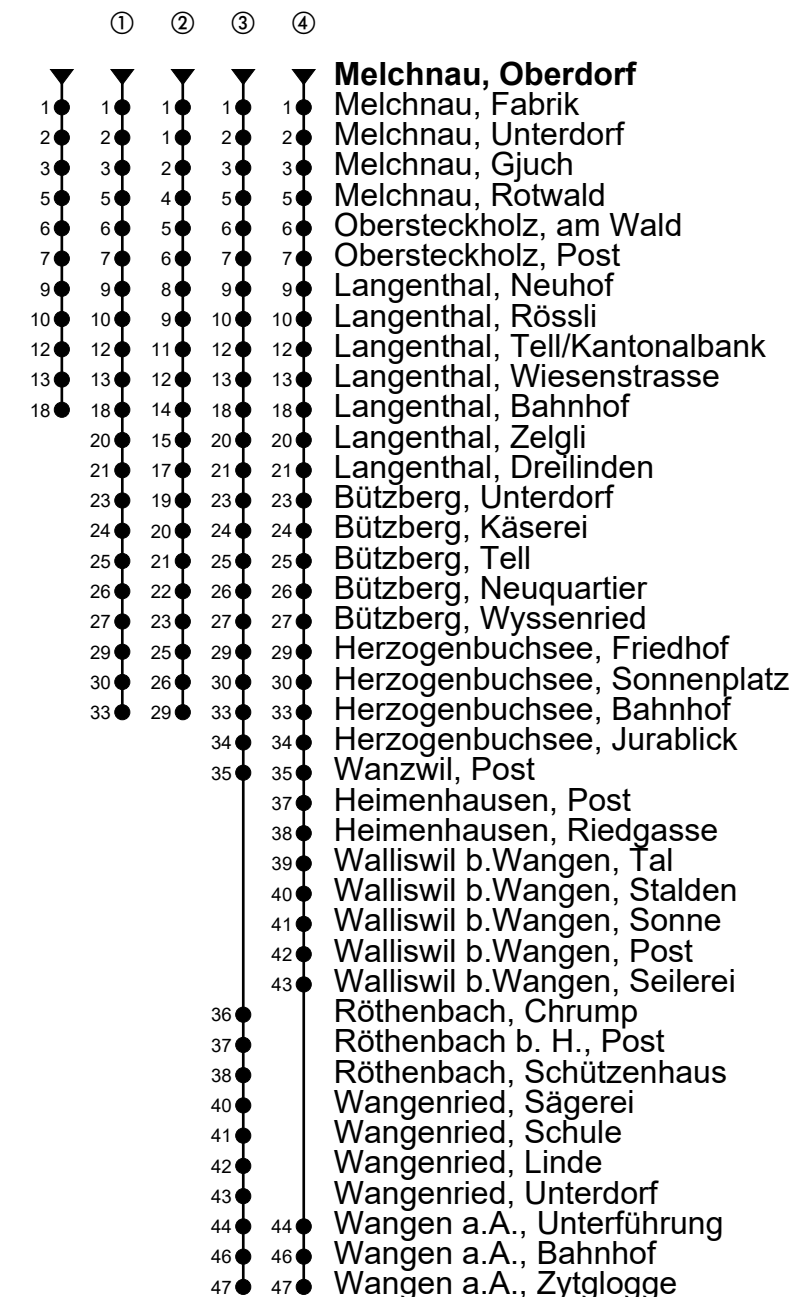 ① ② ③ ④
Melchnau, Oberdorf
1 1 1 1 1 Melchnau, Fabrik
2 2 1 2 2 Melchnau, Unterdorf
3 3 2 3 3 Melchnau, Gjuch
5 5 4 5 5 Melchnau, Rotwald
6 6 5 6 6 Obersteckholz, am Wald
7 7 6 7 7 Obersteckholz, Post
9 9 8 9 9 Langenthal, Neuhof
10 10 9 10 10 Langenthal, Rössli
12 12 11 12 12 Langenthal, Tell/Kantonalbank
13 13 12 13 13 Langenthal, Wiesenstrasse
18 18 14 18 18 Langenthal, Bahnhof
20 15 20 20 Langenthal, Zelgli
21 17 21 21 Langenthal, Dreilinden
23 19 23 23 Bützberg, Unterdorf
24 20 24 24 Bützberg, Käserei
25 21 25 25 Bützberg, Tell
26 22 26 26 Bützberg, Neuquartier
27 23 27 27 Bützberg, Wyssenried
29 25 29 29 Herzogenbuchsee, Friedhof
30 26 30 30 Herzogenbuchsee, Sonnenplatz
33 29 33 33 Herzogenbuchsee, Bahnhof
34 34 Herzogenbuchsee, Jurablick
35 35 Wanzwil, Post
37 Heimenhausen, Post
38 Heimenhausen, Riedgasse
39 Walliswil b.Wangen, Tal
40 Walliswil b.Wangen, Stalden
41 Walliswil b.Wangen, Sonne
42 Walliswil b.Wangen, Post
43 Walliswil b.Wangen, Seilerei
36 Röthenbach, Chrump
37 Röthenbach b. H., Post
38 Röthenbach, Schützenhaus
40 Wangenried, Sägerei
41 Wangenried, Schule
42 Wangenried, Linde
43 Wangenried, Unterdorf
44 44 Wangen a.A., Unterführung
46 46 Wangen a.A., Bahnhof
47 47 Wangen a.A., Zytglogge